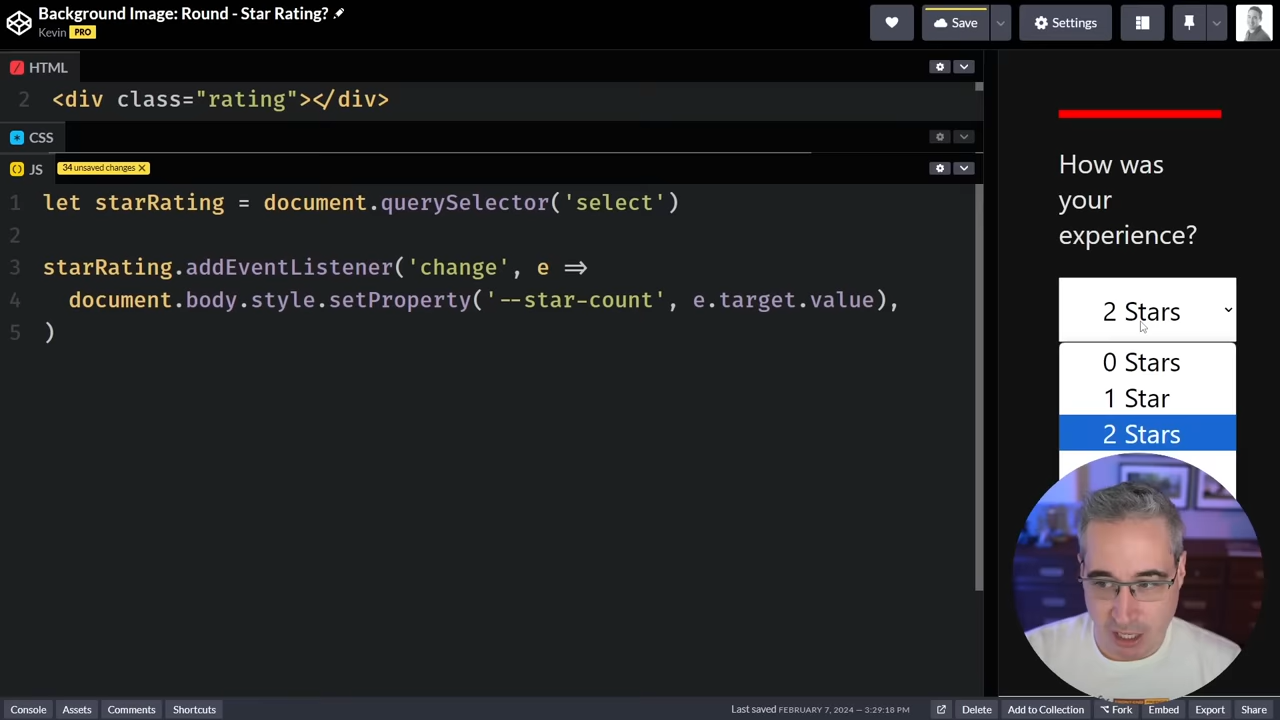 Background Image: Round - Star Rating?
Kevin PRO
Save
Settings
HTML
2 <div class="rating"></div>
CSS
JS 34 unsaved changes X
1 let starRating = document.querySelector('select')
2
3 starRating.addEventListener('change', e ⇒
4 document.body.style.setProperty('--star-count', e.target.value),
5 )
How was
your
experience?
2 Stars
0 Stars
1 Star
2 Stars
Console Assets Comments Shortcuts
Last saved FEBRUARY 7, 2024 — 3:29:18 PM
Delete Add to Collection Fork Embed Export Share